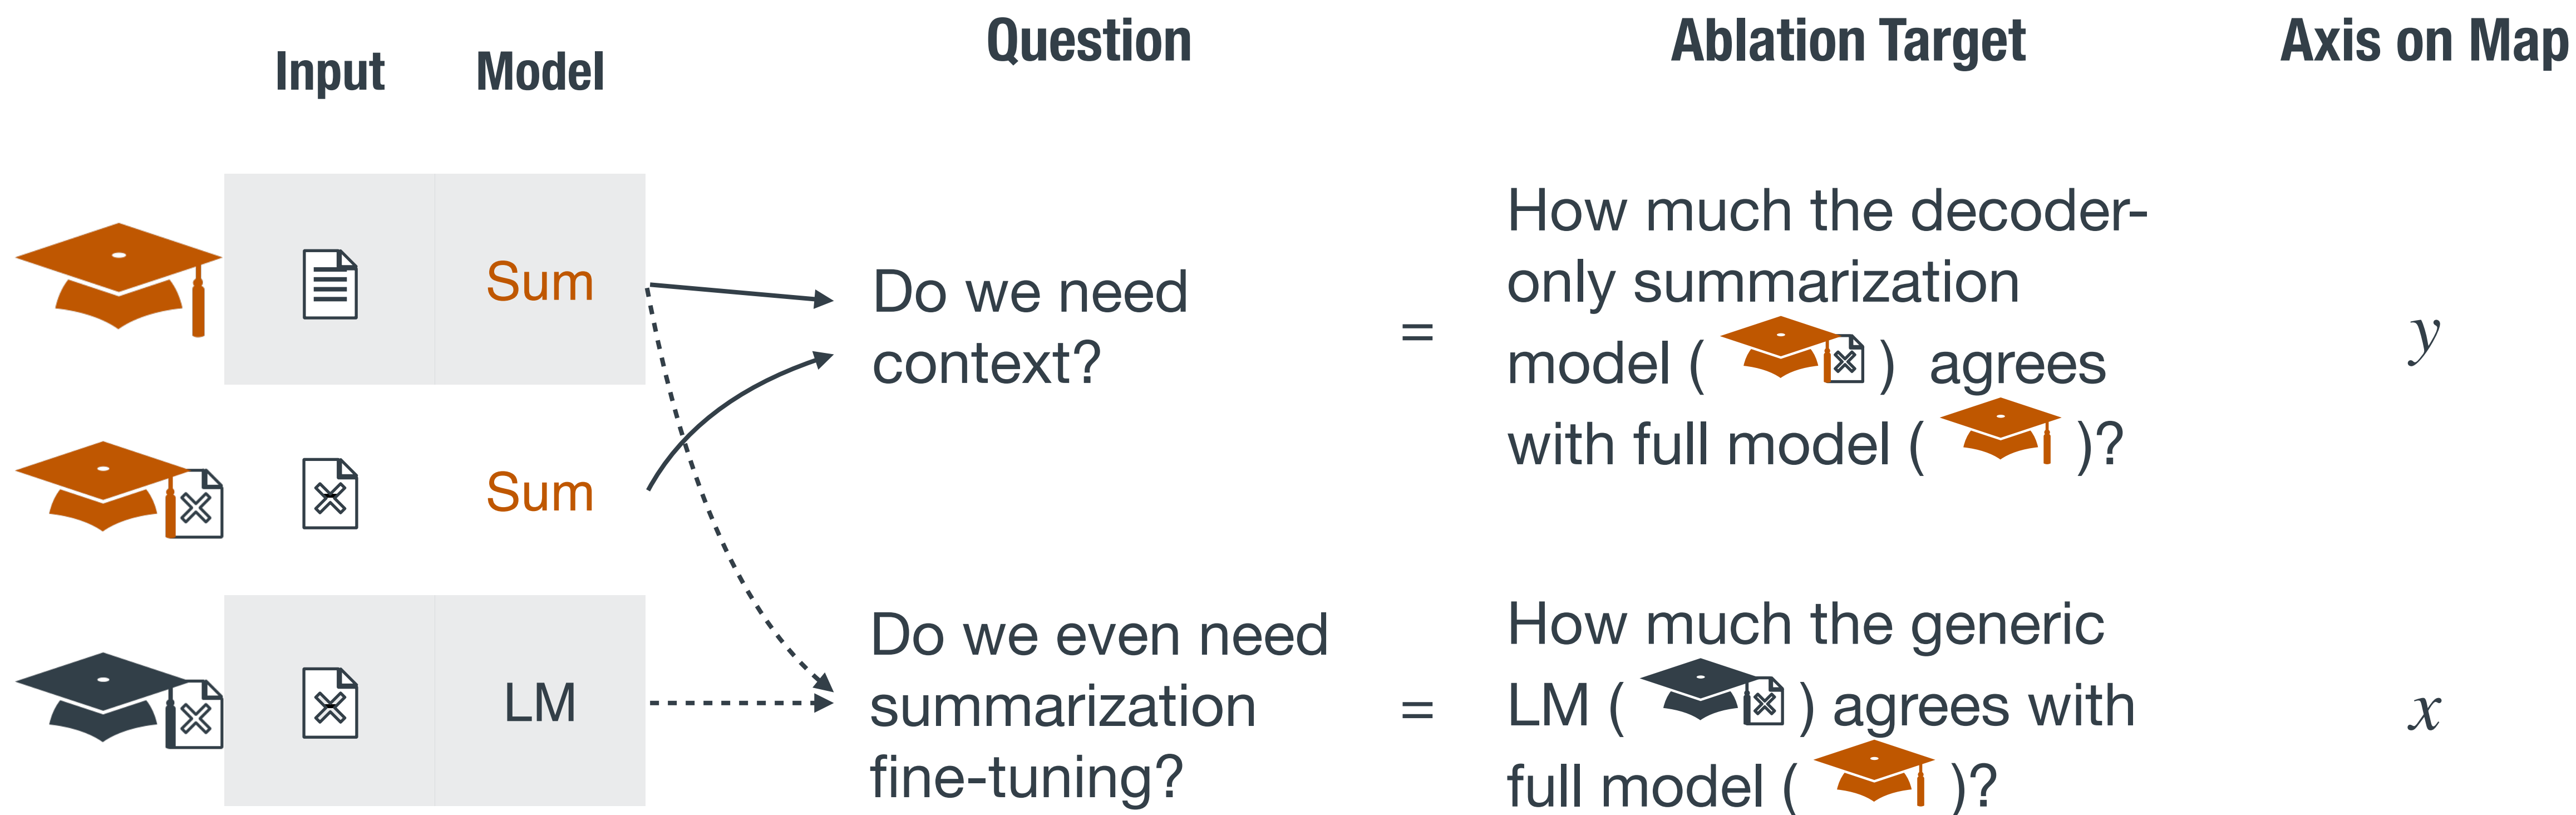 Input Model Question Ablation Target Axis on Map
Sum
Do we need
context?
=
How much the decoder-
only summarization
model ( ) agrees
with full model ( )?
y
Sum
LM
Do we even need
summarization
fine-tuning?
=
How much the generic
LM ( ) agrees with
full model ( )?
x